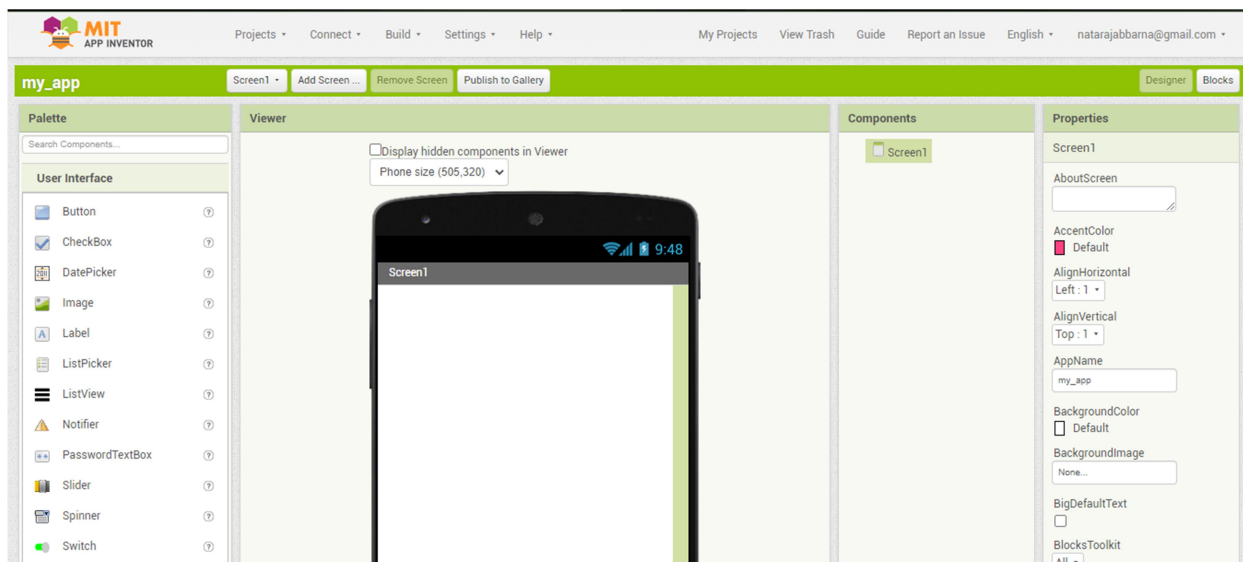 MIT
APP INVENTOR
Projects Connect Build Settings Help My Projects View Trash Guide Report an Issue English natarajabbarna@gmail.com
my_app Screen1 Add Screen ... Remove Screen Publish to Gallery Designer Blocks
Palette
Search Components...
User Interface
Button
CheckBox
DatePicker
Image
Label
ListPicker
ListView
Notifier
PasswordTextBox
Slider
Spinner
Switch
Viewer
Display hidden components in Viewer
Phone size (505,320)
9:48
Screen1
Components
Screen1
Properties
Screen1
AboutScreen
AccentColor
Default
AlignHorizontal
Left : 1
AlignVertical
Top : 1
AppName
my_app
BackgroundColor
Default
BackgroundImage
None...
BigDefaultText
BlocksToolkit
All